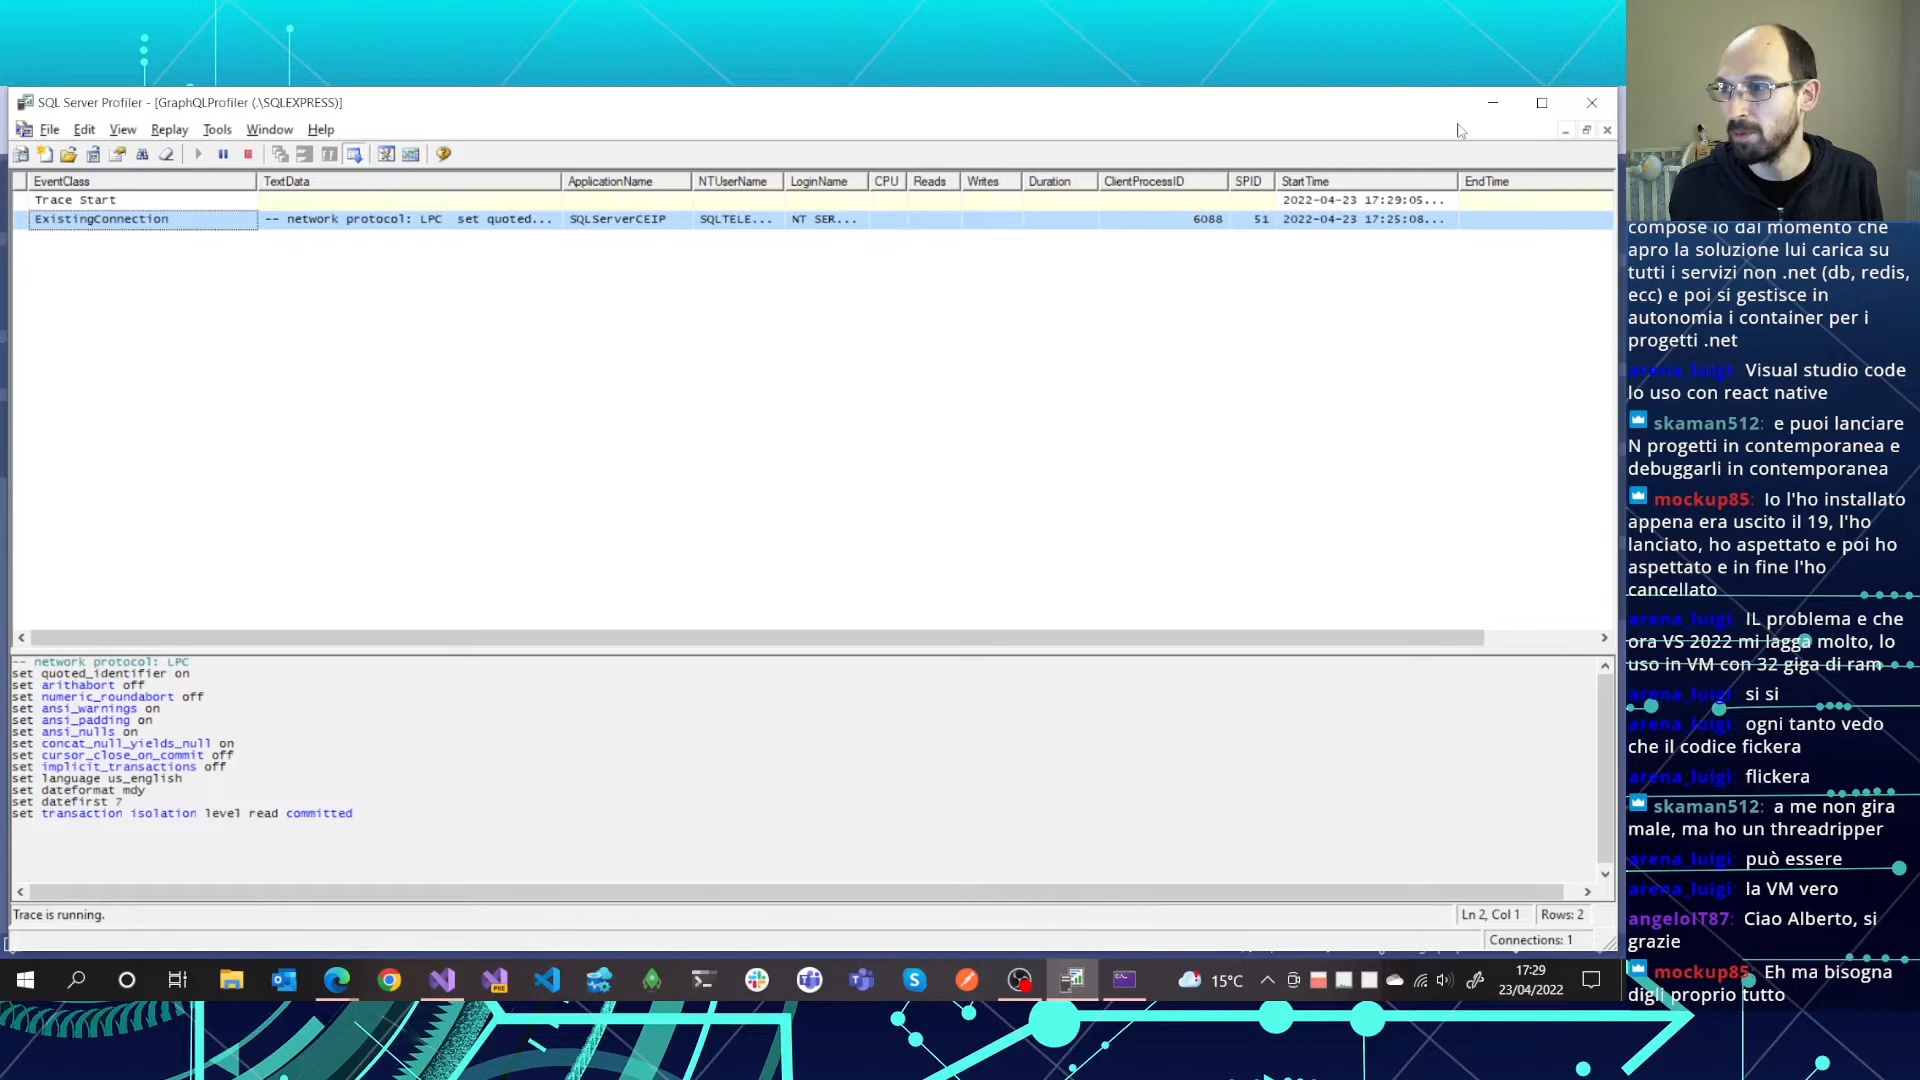 SQL Server Profiler - [GraphQLProfiler (.\SQLEXPRESS)]
File Edit View Replay Tools Window Help
EventClass TextData ApplicationName NTUserName LoginName CPU Reads Writes Duration ClientProcessID SPID StartTime EndTime
Trace Start 2022-04-23 17:29:05...
ExistingConnection -- network protocol: LPC set quoted... SQLServerCEIP SQLTELE... NT SER... 6088 51 2022-04-23 17:25:08...
-- network protocol: LPC
set quoted_identifier on
set arithabort off
set numeric_roundabort off
set ansi_warnings on
set ansi_padding on
set ansi_nulls on
set concat_null_yields_null on
set cursor_close_on_commit off
set implicit_transactions off
set language us_english
set dateformat mdy
set datefirst 7
set transaction isolation level read committed
Trace is running.
Ln 2, Col 1 Rows: 2
Connections: 1
PRE
15°C
17:29
23/04/2022
compose io dal momento che
apro la soluzione lui carica su
tutti i servizi non .net (db, redis,
ecc) e poi si gestisce in
autonomia i container per i
progetti .net
arena_luigi: Visual studio code
lo uso con react native
skaman512: e puoi lanciare
N progetti in contemporanea e
debuggarli in contemporanea
mockup85: Io l'ho installato
appena era uscito il 19, l'ho
lanciato, ho aspettato e poi ho
aspettato e in fine l'ho
cancellato
arena_luigi: IL problema e che
ora VS 2022 mi lagga molto, lo
uso in VM con 32 giga di ram
arena_luigi: si si
arena_luigi: ogni tanto vedo
che il codice fickera
arena_luigi: flickera
skaman512: a me non gira
male, ma ho un threadripper
arena_luigi: può essere
arena_luigi: la VM vero
angeloIT87: Ciao Alberto, si
grazie
mockup85: Eh ma bisogna
digli proprio tutto